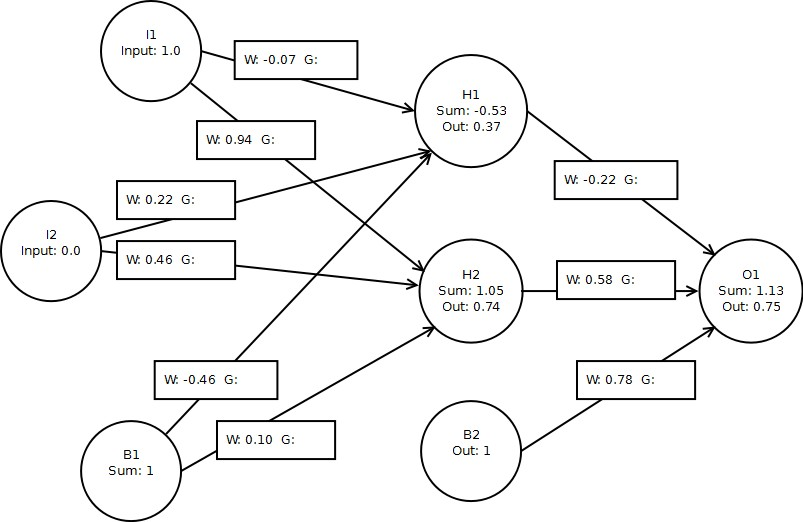 I1
Input: 1.0
W: -0.07  G:
H1
Sum: -0.53
Out: 0.37
W: 0.94  G:
W: -0.22  G:
W: 0.22  G:
I2
Input: 0.0
W: 0.46  G:
H2
Sum: 1.05
Out: 0.74
W: 0.58  G:
O1
Sum: 1.13
Out: 0.75
W: -0.46  G:
W: 0.78  G:
W: 0.10  G:
B1
Sum: 1
B2
Out: 1